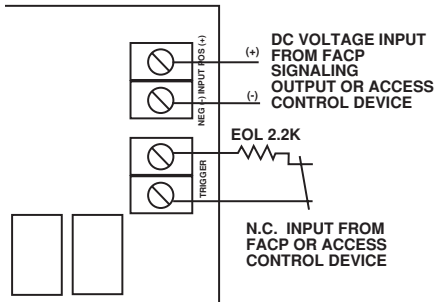 (+)
DC VOLTAGE INPUT
FROM FACP
SIGNALING
OUTPUT OR ACCESS
CONTROL DEVICE
(-)
NEG (–) INPUT POS (+)
EOL 2.2K
TRIGGER
N.C. INPUT FROM
FACP OR ACCESS
CONTROL DEVICE